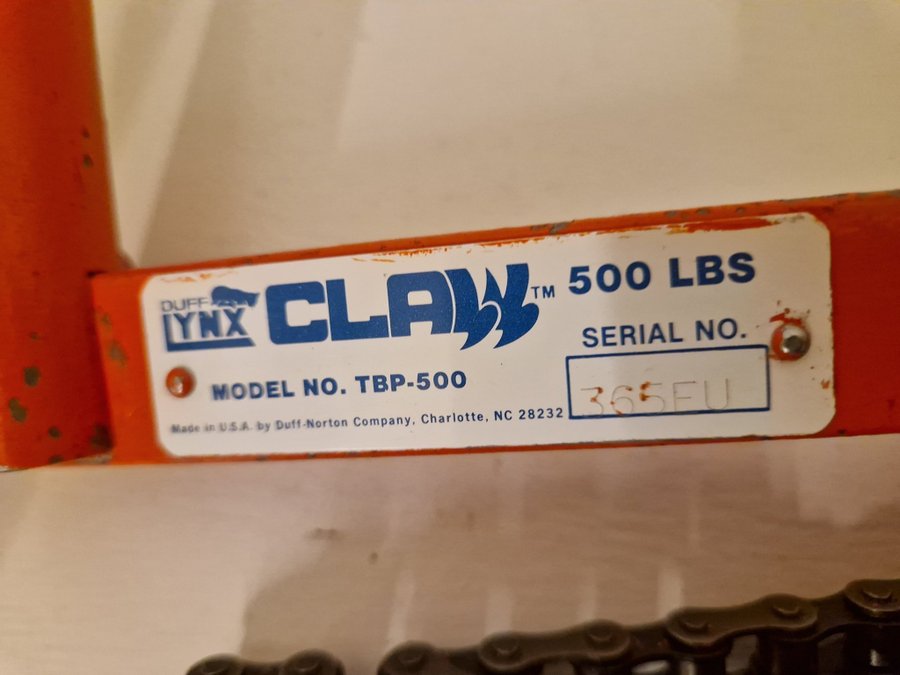 DUFF LYNX CLAW™ 500 LBS
SERIAL NO.
365FU
MODEL NO. TBP-500
Made in U.S.A. by Duff-Norton Company, Charlotte, NC 28232